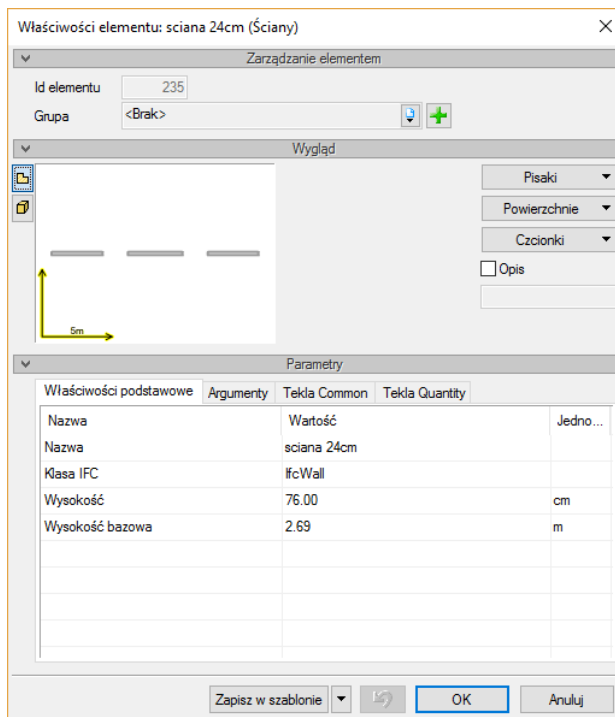 Właściwości elementu: sciana 24cm (Ściany)
Zarządzanie elementem
Id elementu 235
Grupa <Brak>
Wygląd
Pisaki
Powierzchnie
Czcionki
Opis
5m
Parametry
Właściwości podstawowe Argumenty Tekla Common Tekla Quantity
Nazwa Wartość Jedno...
Nazwa sciana 24cm
Klasa IFC IfcWall
Wysokość 76.00 cm
Wysokość bazowa 2.69 m
Zapisz w szablonie OK Anuluj